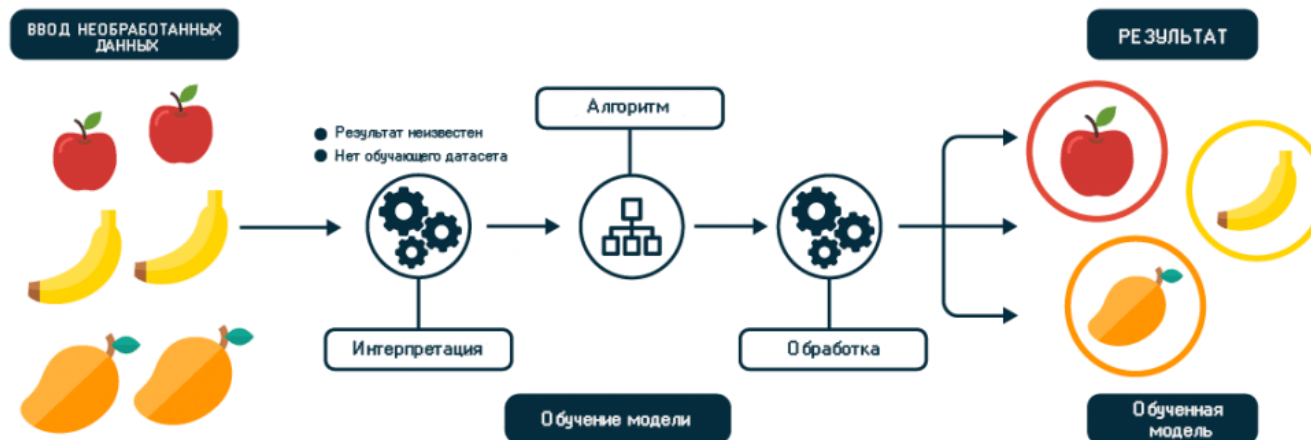 ВВОД НЕОБРАБОТАННЫХ
ДАННЫХ
РЕЗУЛЬТАТ
Алгоритм
Результат неизвестен
Нет обучающего датасета
Интерпретация
Обработка
Обучение модели
Обученная
модель